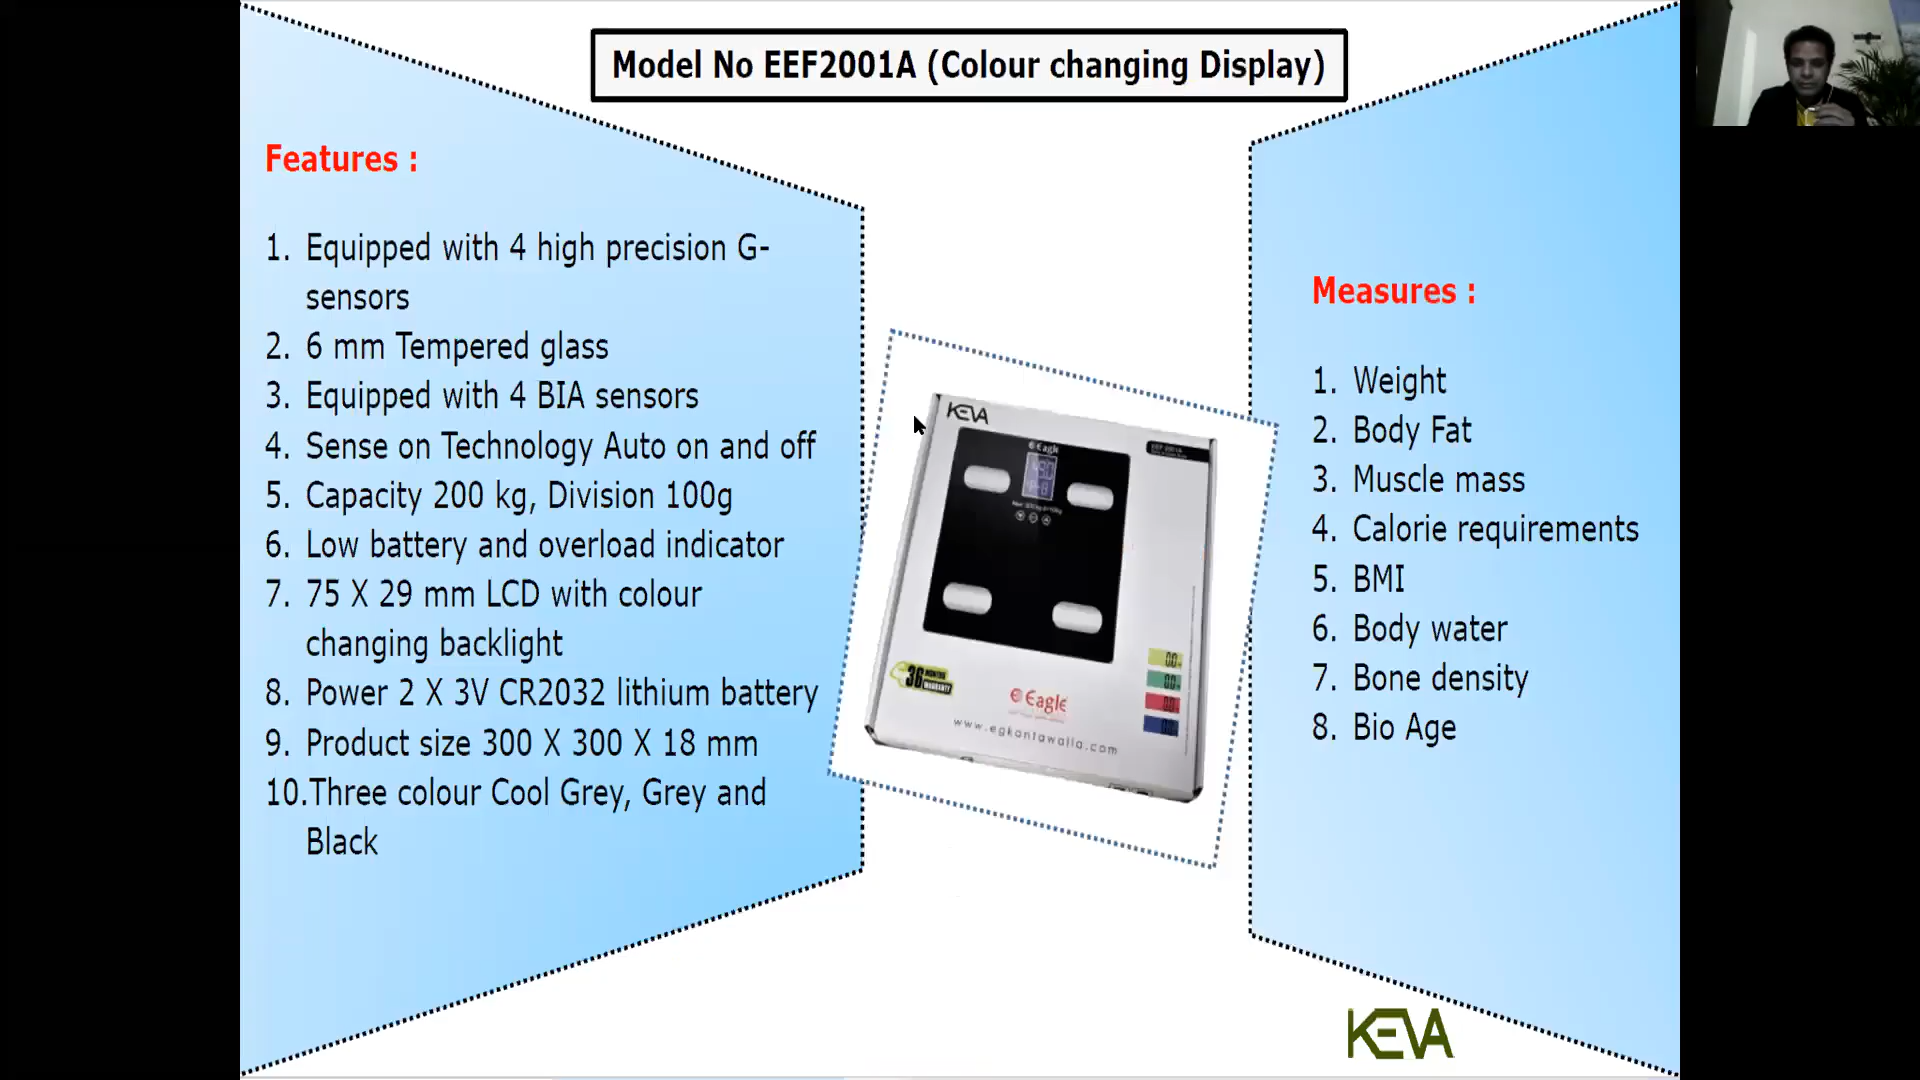 Model No EEF2001A (Colour changing Display)
Features :
1. Equipped with 4 high precision G-
sensors
2. 6 mm Tempered glass
3. Equipped with 4 BIA sensors
4. Sense on Technology Auto on and off
5. Capacity 200 kg, Division 100g
6. Low battery and overload indicator
7. 75 X 29 mm LCD with colour
changing backlight
8. Power 2 X 3V CR2032 lithium battery
9. Product size 300 X 300 X 18 mm
10.Three colour Cool Grey, Grey and
Black
KEVA
Eagle
36 MONTHS
WARRANTY
Eagle
www.egkantawalla.com
Measures :
1. Weight
2. Body Fat
3. Muscle mass
4. Calorie requirements
5. BMI
6. Body water
7. Bone density
8. Bio Age
KEVA